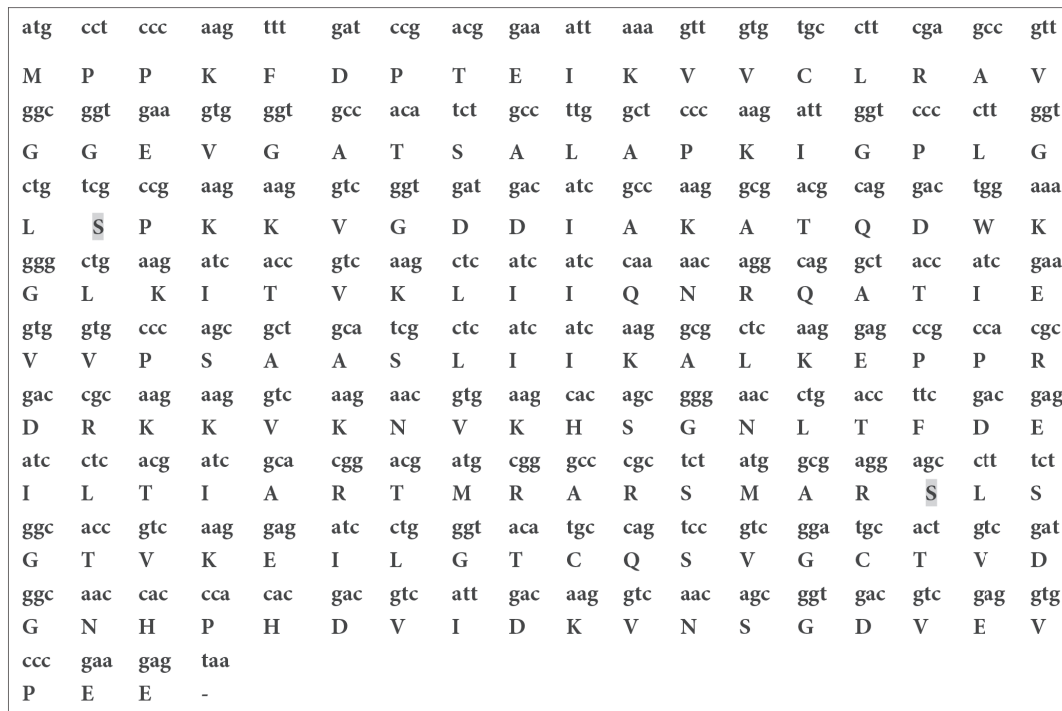 atg cct ccc aag ttt gat ccg acg gaa att aaa gtt gtg tgc ctt cga gcc gtt
M P P K F D P T E I K V V C L R A V
ggc ggt gaa gtg ggt gcc aca tct gcc ttg gct ccc aag att ggt ccc ctt ggt
G G E V G A T S A L A P K I G P L G
ctg tcg ccg aag aag gtc ggt gat gac atc gcc aag gcg acg cag gac tgg aaa
L S P K K V G D D I A K A T Q D W K
ggg ctg aag atc acc gtc aag ctc atc atc caa aac agg cag gct acc atc gaa
G L K I T V K L I I Q N R Q A T I E
gtg gtg ccc agc gct gca tcg ctc atc atc aag gcg ctc aag gag ccg cca cgc
V V P S A A S L I I K A L K E P P R
gac cgc aag aag gtc aag aac gtg aag cac agc ggg aac ctg acc ttc gac gag
D R K K V K N V K H S G N L T F D E
atc ctc acg atc gca cgg acg atg cgg gcc cgc tct atg gcg agg agc ctt tct
I L T I A R T M R A R S M A R S L S
ggc acc gtc aag gag atc ctg ggt aca tgc cag tcc gtc gga tgc act gtc gat
G T V K E I L G T C Q S V G C T V D
ggc aac cac cca cac gac gtc att gac aag gtc aac agc ggt gac gtc gag gtg
G N H P H D V I D K V N S G D V E V
ccc gaa gag taa
P E E -